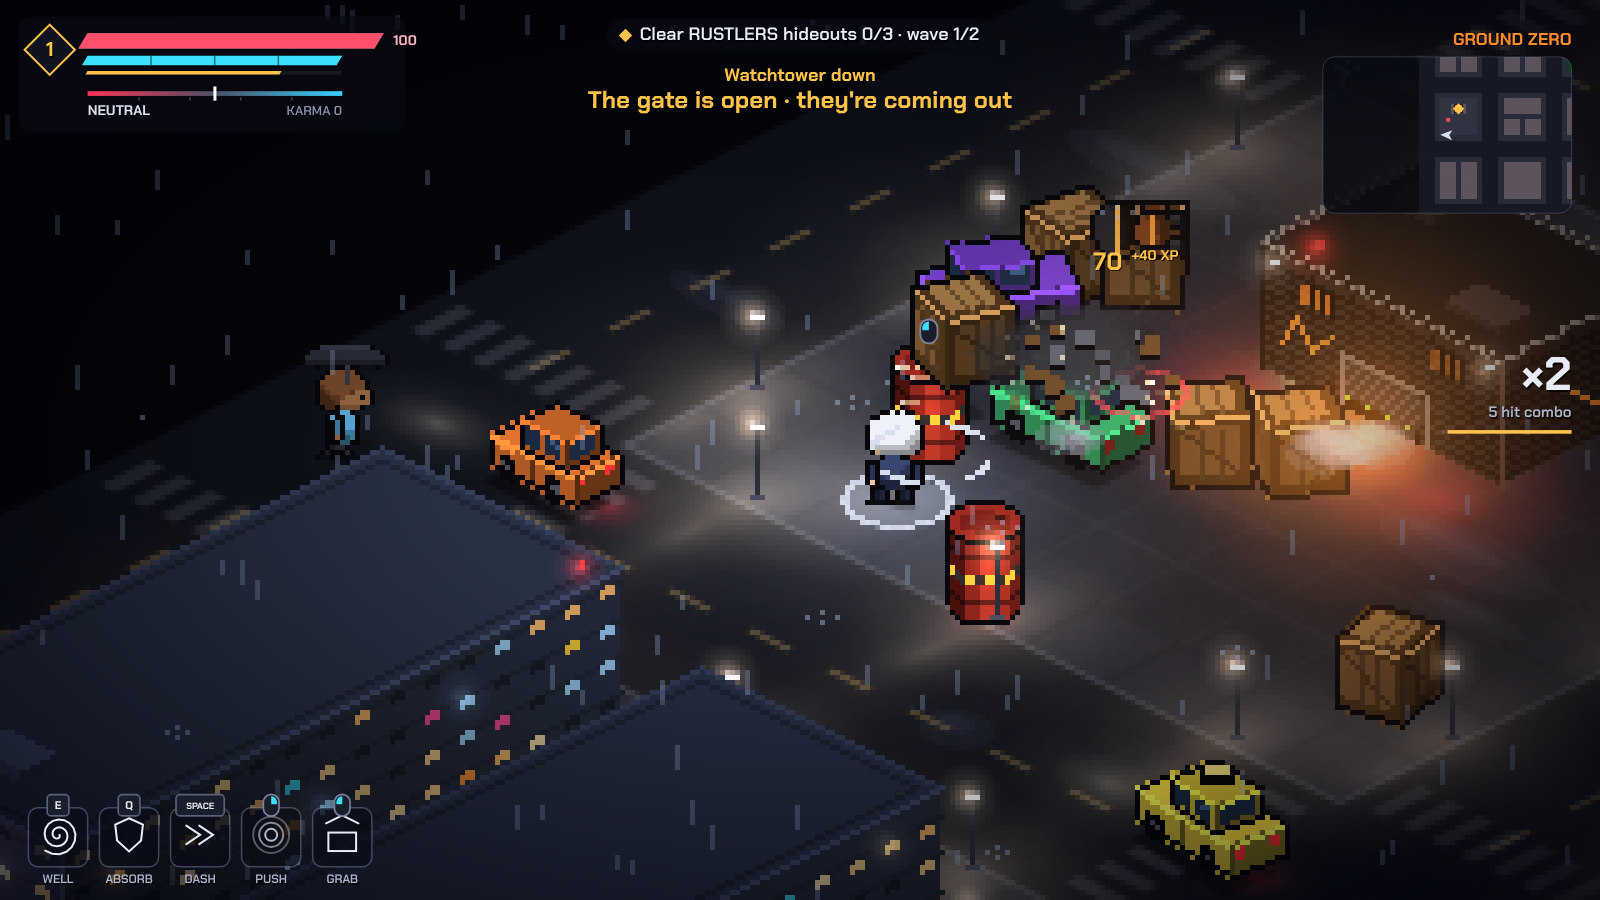 1
100
NEUTRAL
KARMA 0
◆ Clear RUSTLERS hideouts 0/3 · wave 1/2
Watchtower down
The gate is open · they're coming out
GROUND ZERO
70
+40 XP
×2
5 hit combo
E
Q
SPACE
WELL
ABSORB
DASH
PUSH
GRAB